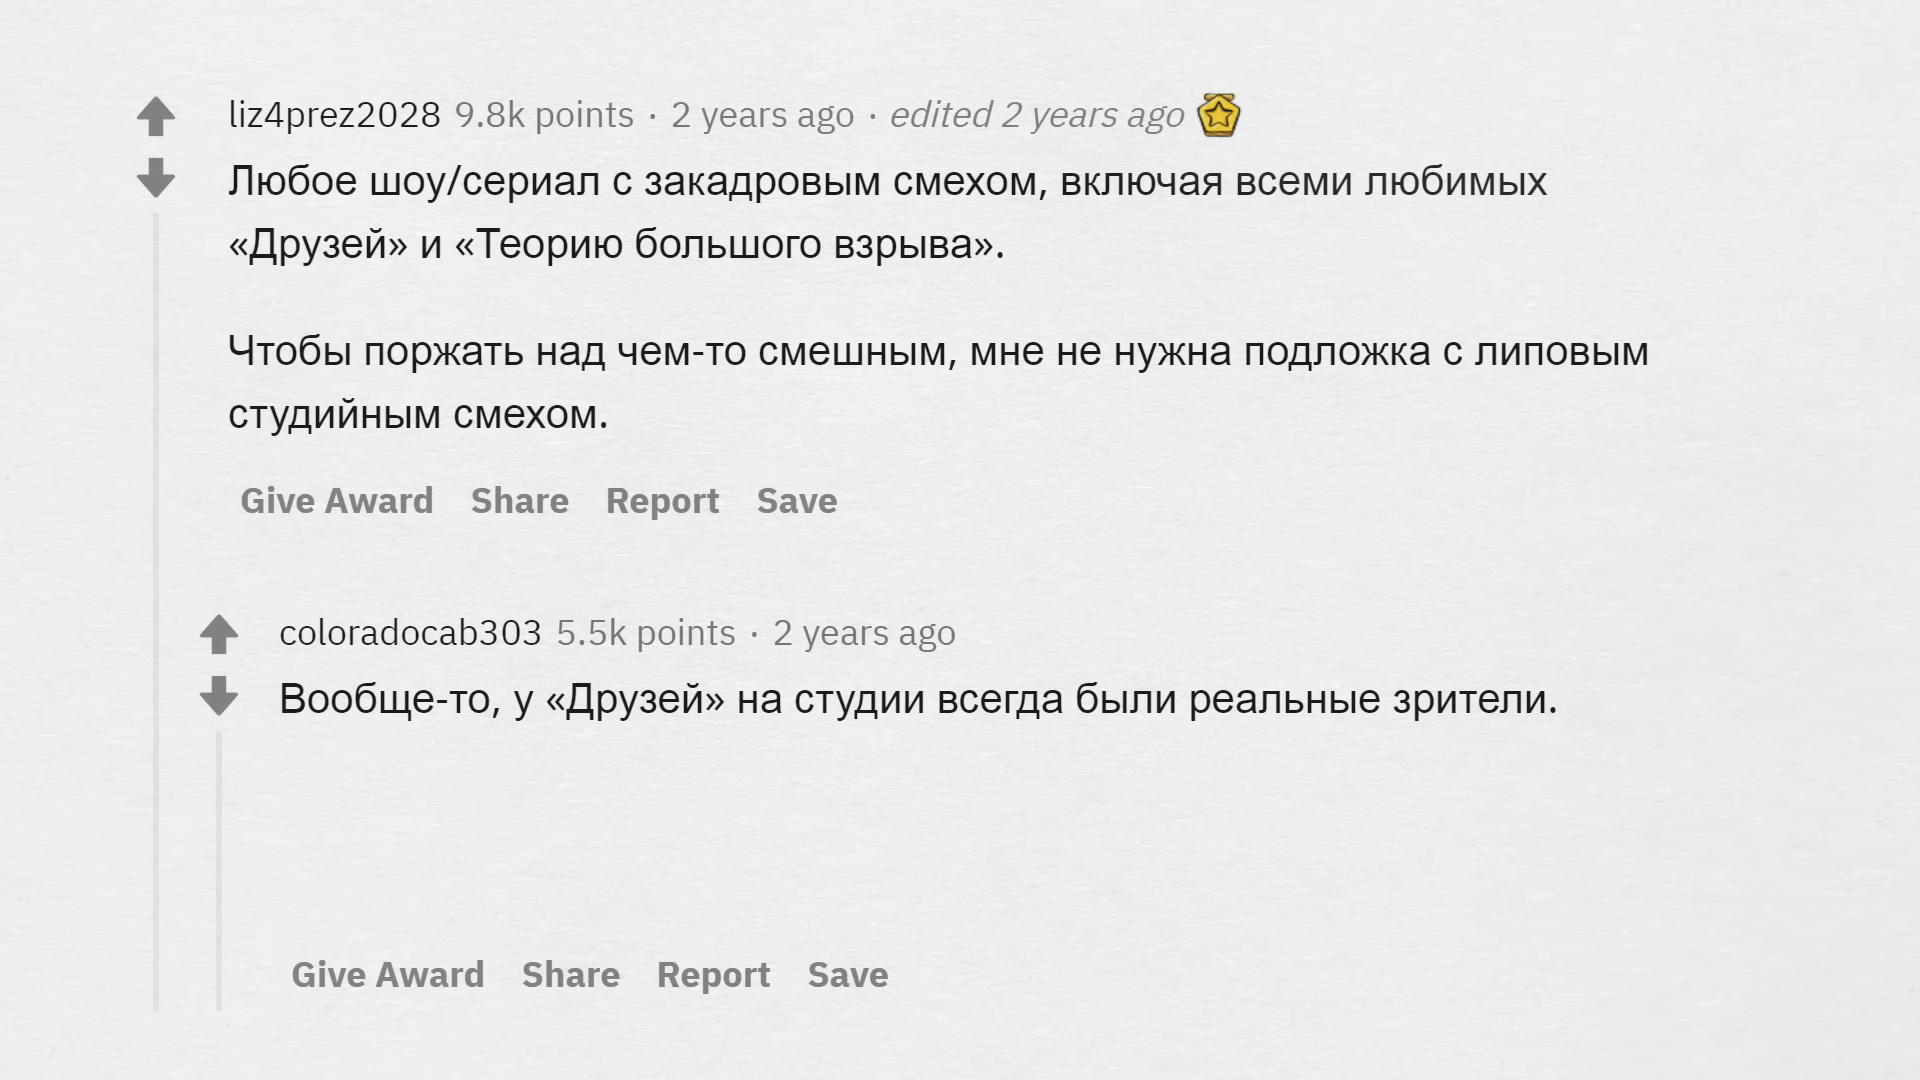 liz4prez2028 9.8k points · 2 years ago · edited 2 years ago
Любое шоу/сериал с закадровым смехом, включая всеми любимых
«Друзей» и «Теорию большого взрыва».
Чтобы поржать над чем-то смешным, мне не нужна подложка с липовым
студийным смехом.
Give Award Share Report Save
coloradocab303 5.5k points · 2 years ago
Вообще-то, у «Друзей» на студии всегда были реальные зрители.
Give Award Share Report Save